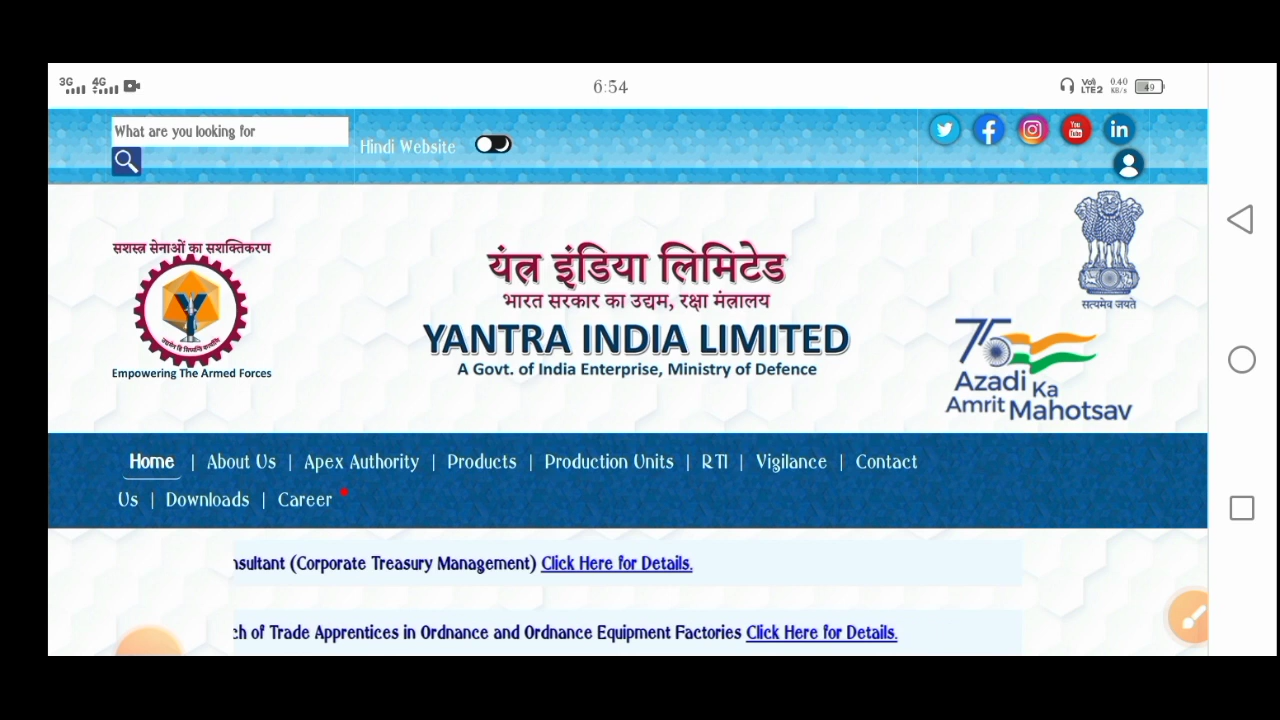 3G 4G 6:54 VoB LTE2 0.40 KB/s 49
What are you looking for
Hindi Website
You Tube
in
सशस्त्र सेनाओं का सशक्तिकरण
Empowering The Armed Forces
यंत्र इंडिया लिमिटेड
भारत सरकार का उद्यम, रक्षा मंत्रालय
YANTRA INDIA LIMITED
A Govt. of India Enterprise, Ministry of Defence
सत्यमेव जयते
75
Azadi Ka
Amrit Mahotsav
Home | About Us | Apex Authority | Products | Production Units | RTI | Vigilance | Contact
Us | Downloads | Career
nsultant (Corporate Treasury Management) Click Here for Details.
ch of Trade Apprentices in Ordnance and Ordnance Equipment Factories Click Here for Details.